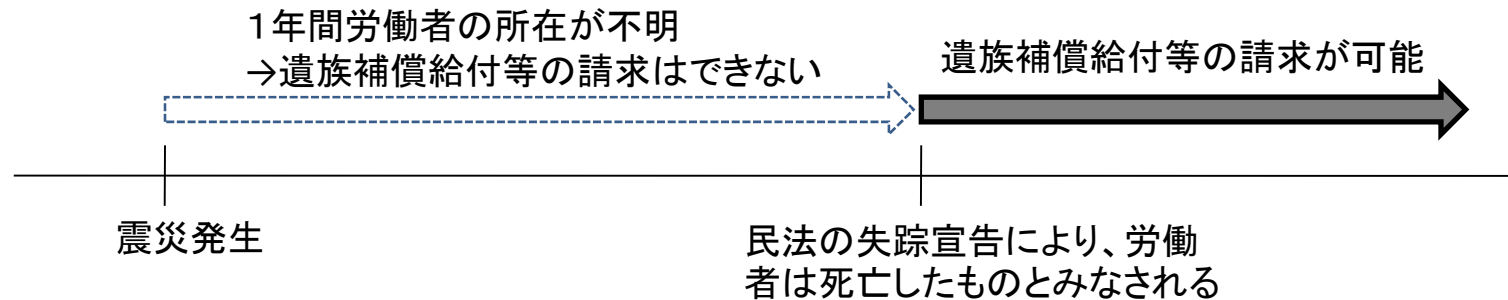 １年間労働者の所在が不明
→遺族補償給付等の請求はできない
遺族補償給付等の請求が可能
震災発生
民法の失踪宣告により、労働
者は死亡したものとみなされる